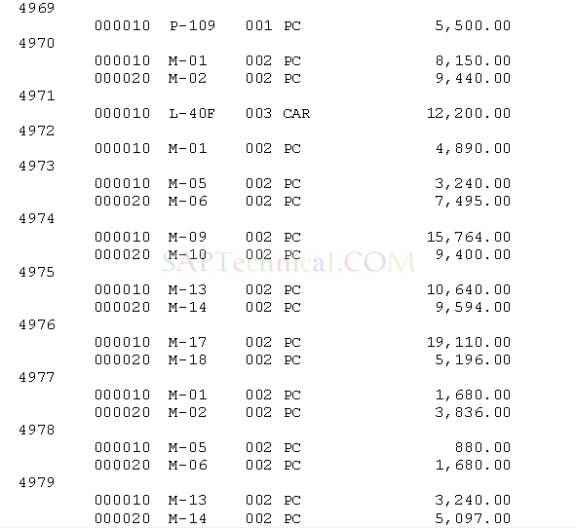 4969
000010 P-109 001 PC 5,500.00
4970
000010 M-01 002 PC 8,150.00
000020 M-02 002 PC 9,440.00
4971
000010 L-40F 003 CAR 12,200.00
4972
000010 M-01 002 PC 4,890.00
4973
000010 M-05 002 PC 3,240.00
000020 M-06 002 PC 7,495.00
4974
000010 M-09 002 PC 15,764.00
000020 M-10 002 PC 9,400.00
SAPTechnical.COM
4975
000010 M-13 002 PC 10,640.00
000020 M-14 002 PC 9,594.00
4976
000010 M-17 002 PC 19,110.00
000020 M-18 002 PC 5,196.00
4977
000010 M-01 002 PC 1,680.00
000020 M-02 002 PC 3,836.00
4978
000010 M-05 002 PC 880.00
000020 M-06 002 PC 1,680.00
4979
000010 M-13 002 PC 3,240.00
000020 M-14 002 PC 5,097.00